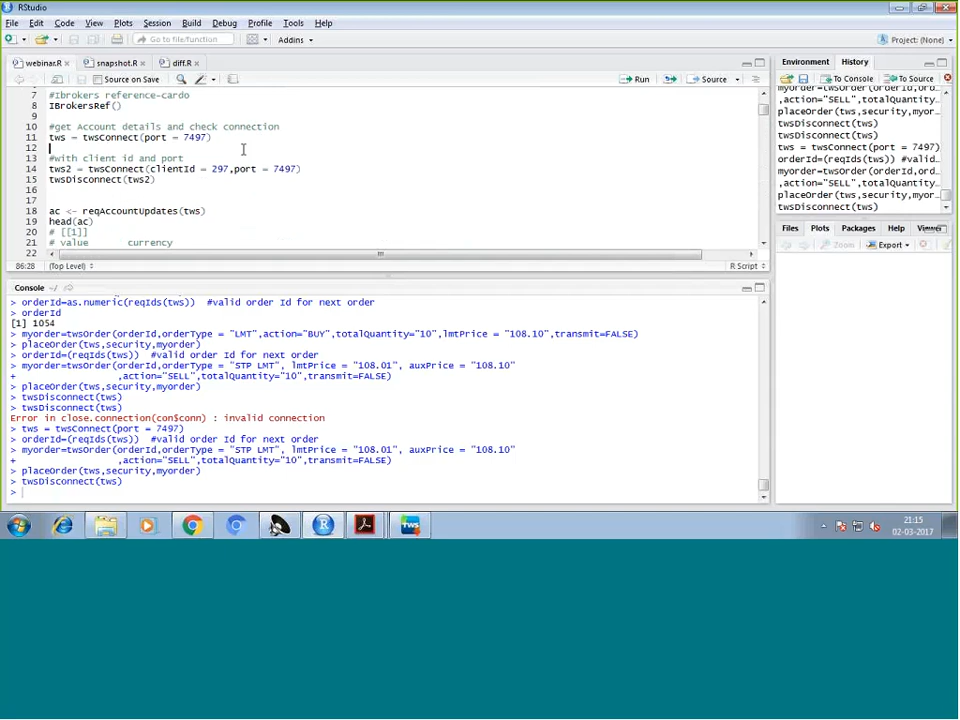 RStudio
File Edit Code View Plots Session Build Debug Profile Tools Help
Go to file/function
Addins
Project: (None)
webinar.R
snapshot.R
diff.R
Source on Save
Run
Source
7 #Ibrokers reference-cardo
8 IBrokersRef()
9
10 #get Account details and check connection
11 tws = twsConnect(port = 7497)
12
13 #with client id and port
14 tws2 = twsConnect(clientId = 297,port = 7497)
15 twsDisconnect(tws2)
16
17
18 ac <- reqAccountUpdates(tws)
19 head(ac)
20 # [[1]]
21 # value currency
22
86:28 (Top Level) R Script
Console ~/
> orderId=as.numeric(reqIds(tws)) #valid order Id for next order
> orderId
[1] 1054
> myorder=twsOrder(orderId,orderType = "LMT",action="BUY",totalQuantity="10",lmtPrice = "108.10",transmit=FALSE)
> placeOrder(tws,security,myorder)
> orderId=(reqIds(tws)) #valid order Id for next order
> myorder=twsOrder(orderId,orderType = "STP LMT", lmtPrice = "108.01", auxPrice = "108.10"
+ ,action="SELL",totalQuantity="10",transmit=FALSE)
> placeOrder(tws,security,myorder)
> twsDisconnect(tws)
> twsDisconnect(tws)
Error in close.connection(con$conn) : invalid connection
> tws = twsConnect(port = 7497)
> orderId=(reqIds(tws)) #valid order Id for next order
> myorder=twsOrder(orderId,orderType = "STP LMT", lmtPrice = "108.01", auxPrice = "108.10"
+ ,action="SELL",totalQuantity="10",transmit=FALSE)
> placeOrder(tws,security,myorder)
> twsDisconnect(tws)
>
Environment History
To Console To Source
myorder=twsOrder(orderId,ord…
,action="SELL",totalQuantity…
placeOrder(tws,security,myor…
twsDisconnect(tws)
twsDisconnect(tws)
tws = twsConnect(port = 7497)
orderId=(reqIds(tws)) #valid…
myorder=twsOrder(orderId,ord…
,action="SELL",totalQuantity…
placeOrder(tws,security,myor…
twsDisconnect(tws)
Files Plots Packages Help Viewer
Zoom Export
R
TWS
21:15
02-03-2017